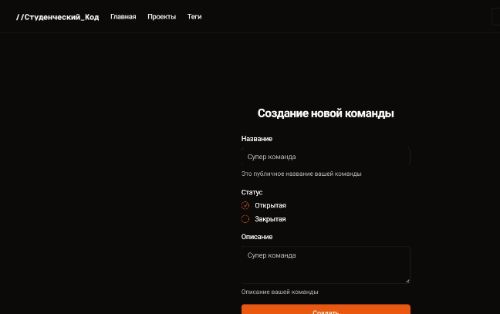 //Студенческий_Код Главная Проекты Теги
Создание новой команды
Название
Супер команда
Это публичное название вашей команды
Статус
Открытая
Закрытая
Описание
Супер команда
Описание вашей команды
Создать